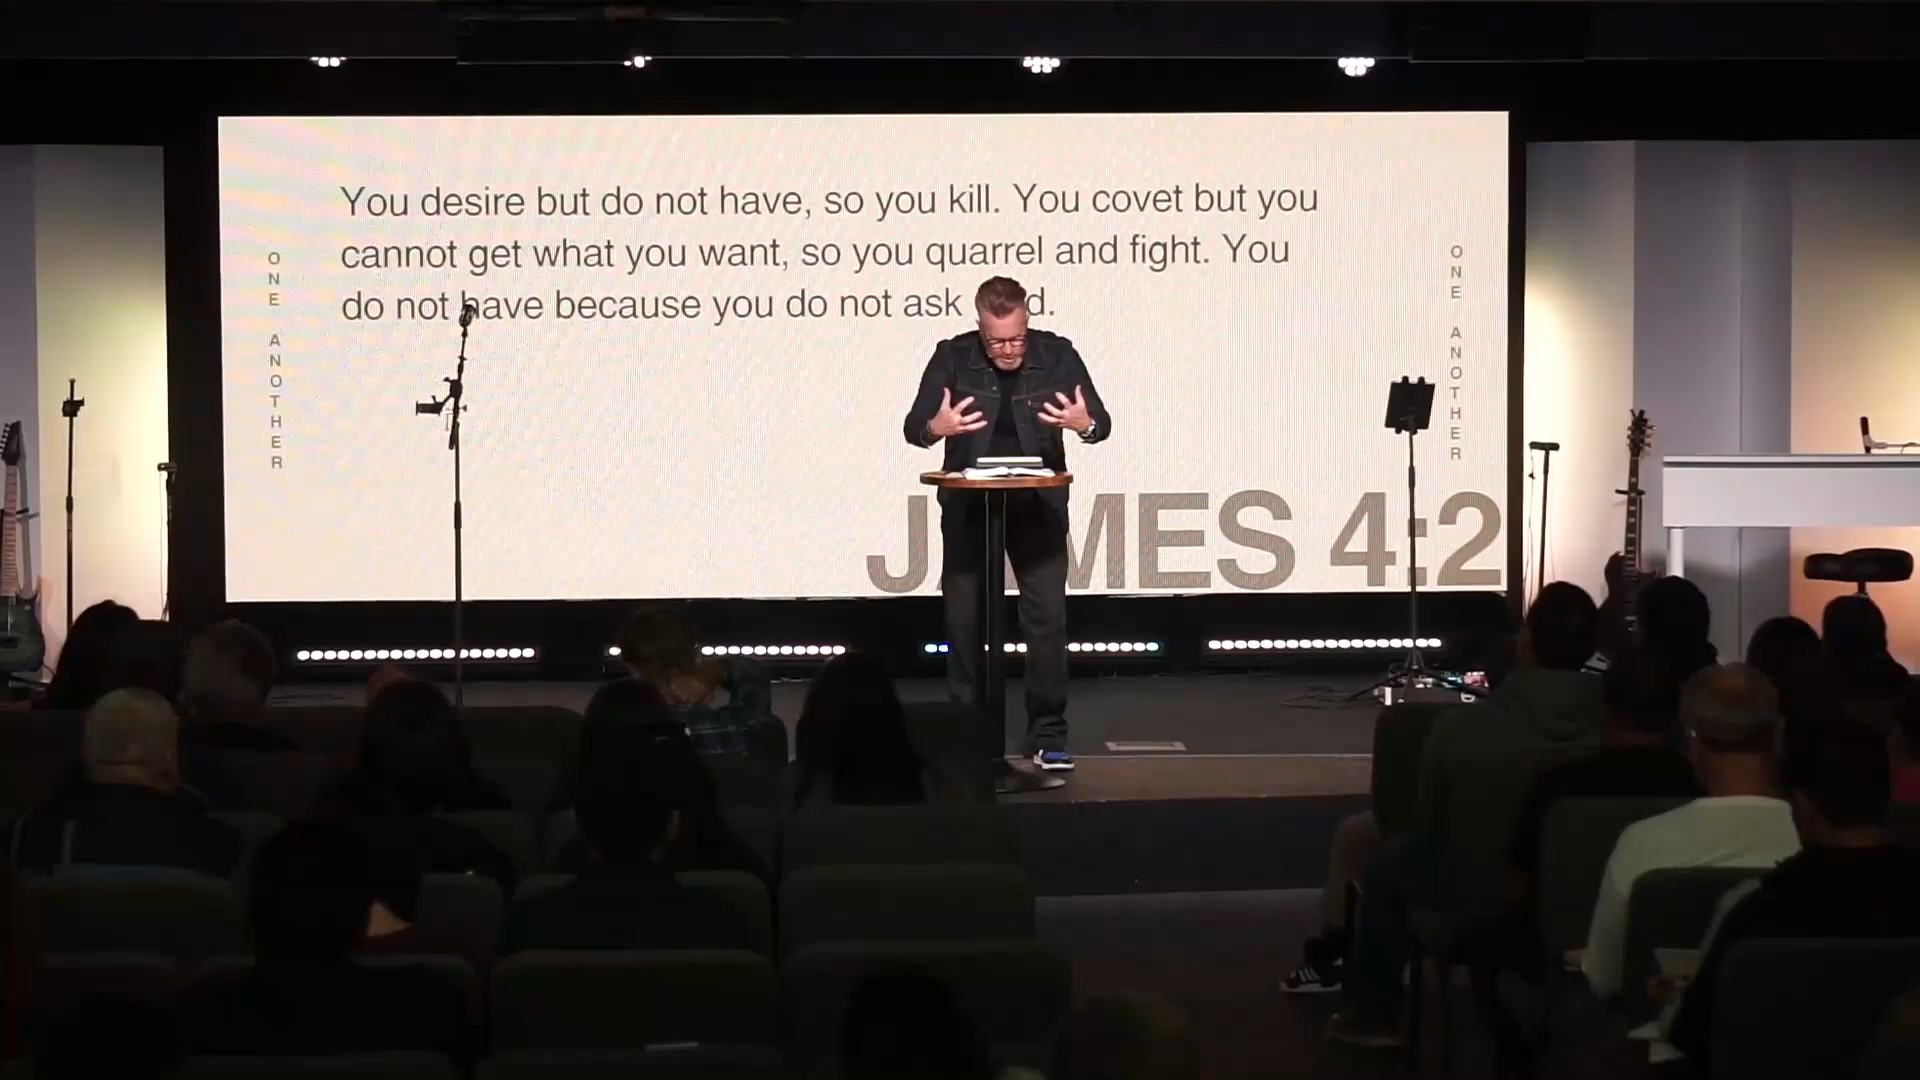 You desire but do not have, so you kill. You covet but you
cannot get what you want, so you quarrel and fight. You
do not have because you do not ask d.
ONE ANOTHER
ONE ANOTHER
JAMES 4:2